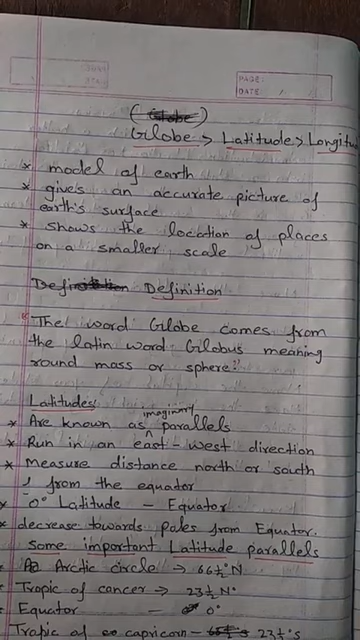 PAGE:
DATE
(Globe)
Globe > Latitude > Longitu
* model of earth
* gives an accurate picture of
earth's surface
* shows the location of places
on a smaller scale
Definition
"The word Globe comes from
the latin word Globus meaning
round mass or sphere."
Latitudes:
imaginary
* Are known as parallels
* Run in an east-west direction
* Measure distance north or south
from the equator
* 0° Latitude - Equator
* decrease towards poles from Equator.
Some important Latitude parallels
* Arctic circle → 66½°N
* Tropic of cancer → 23½N°
* Equator - 0°
Tropic of capricon - 23½°s